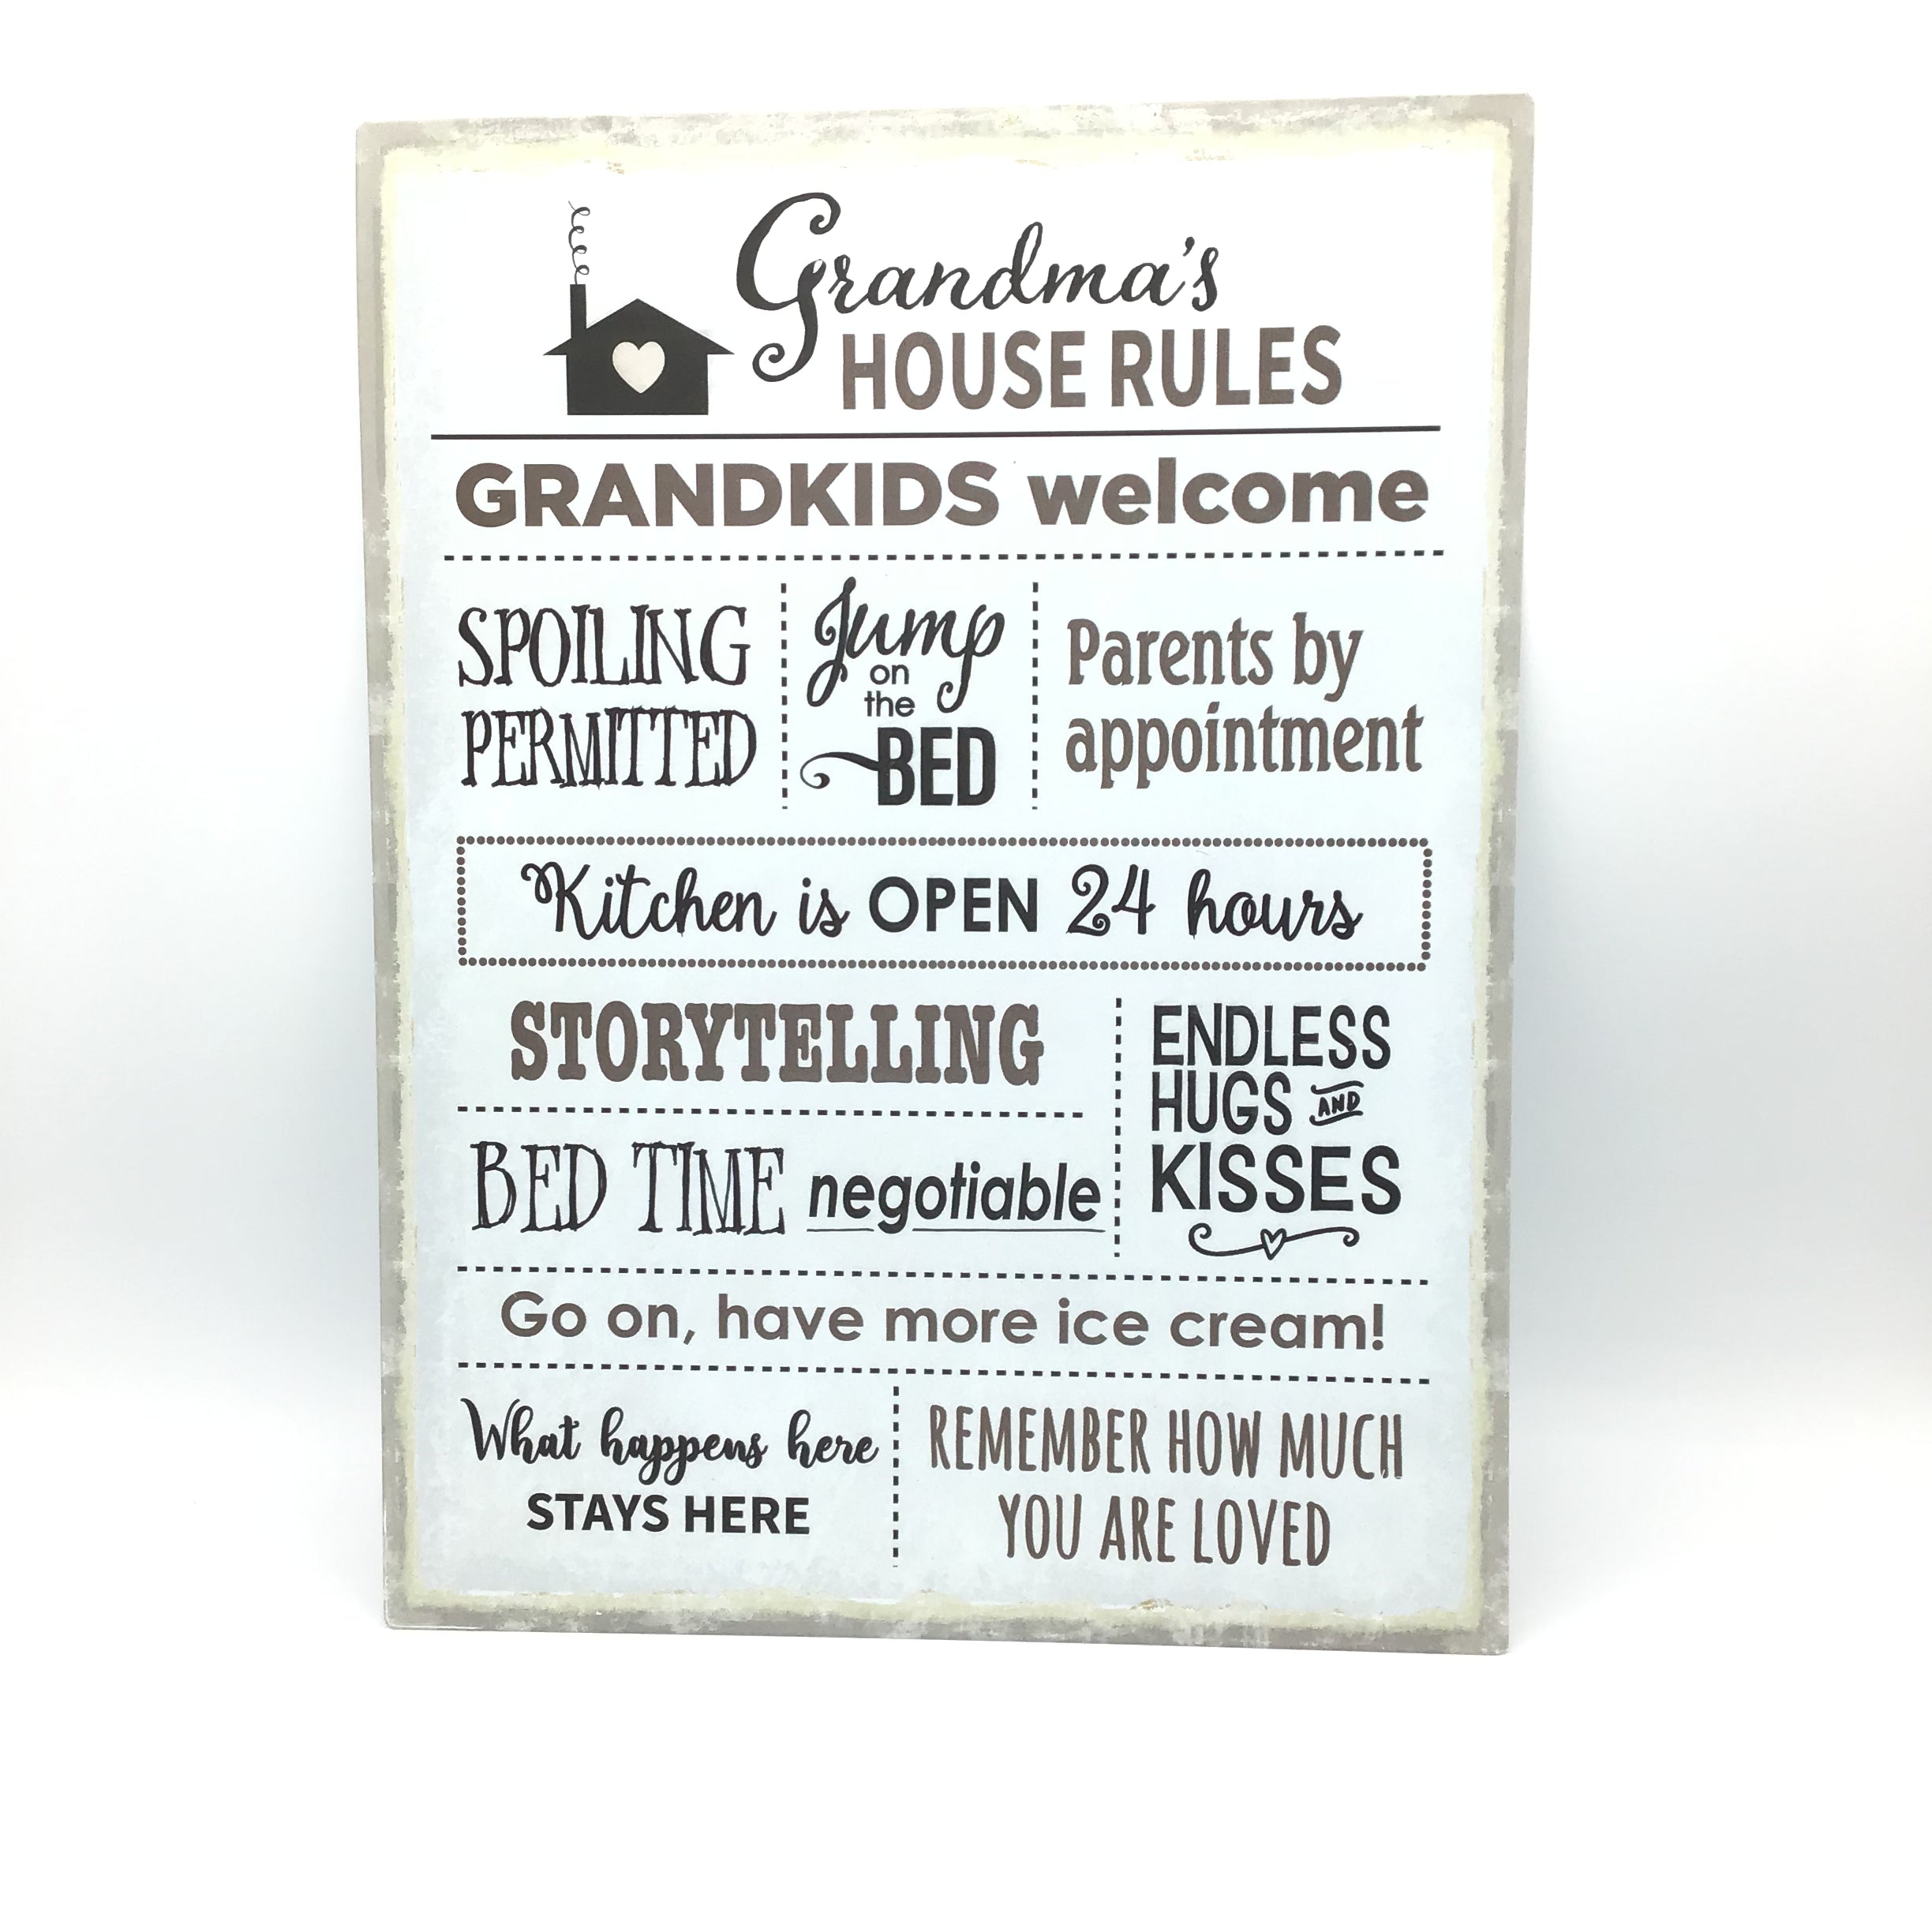 Grandma's
HOUSE RULES
GRANDKIDS welcome
SPOILING
PERMITTED
Jump
on
the
BED
Parents by
appointment
Kitchen is OPEN 24 hours
STORYTELLING
BED TIME negotiable
ENDLESS
HUGS AND
KISSES
Go on, have more ice cream!
What happens here
STAYS HERE
REMEMBER HOW MUCH
YOU ARE LOVED